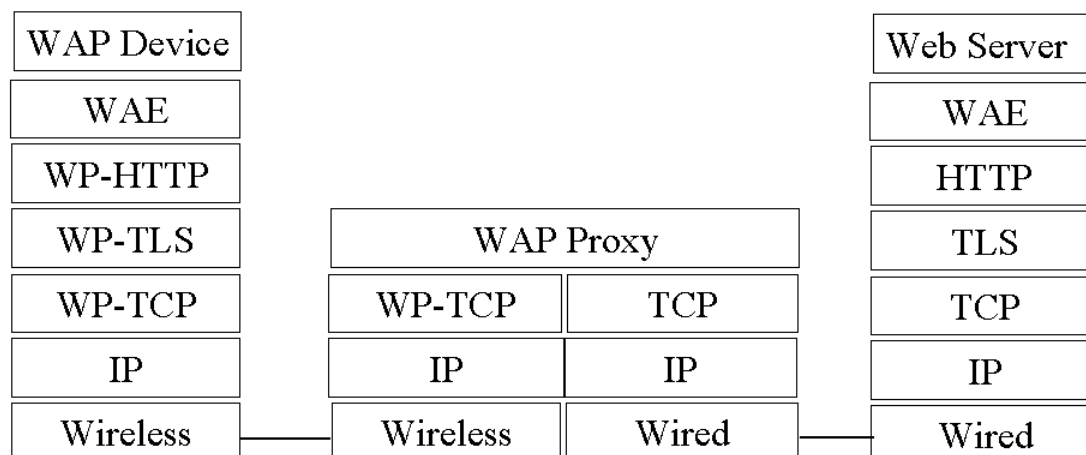 WAP Device
WAE
WP-HTTP
WP-TLS
WP-TCP
IP
Wireless
WAP Proxy
WP-TCP TCP
IP IP
Wireless Wired
Web Server
WAE
HTTP
TLS
TCP
IP
Wired